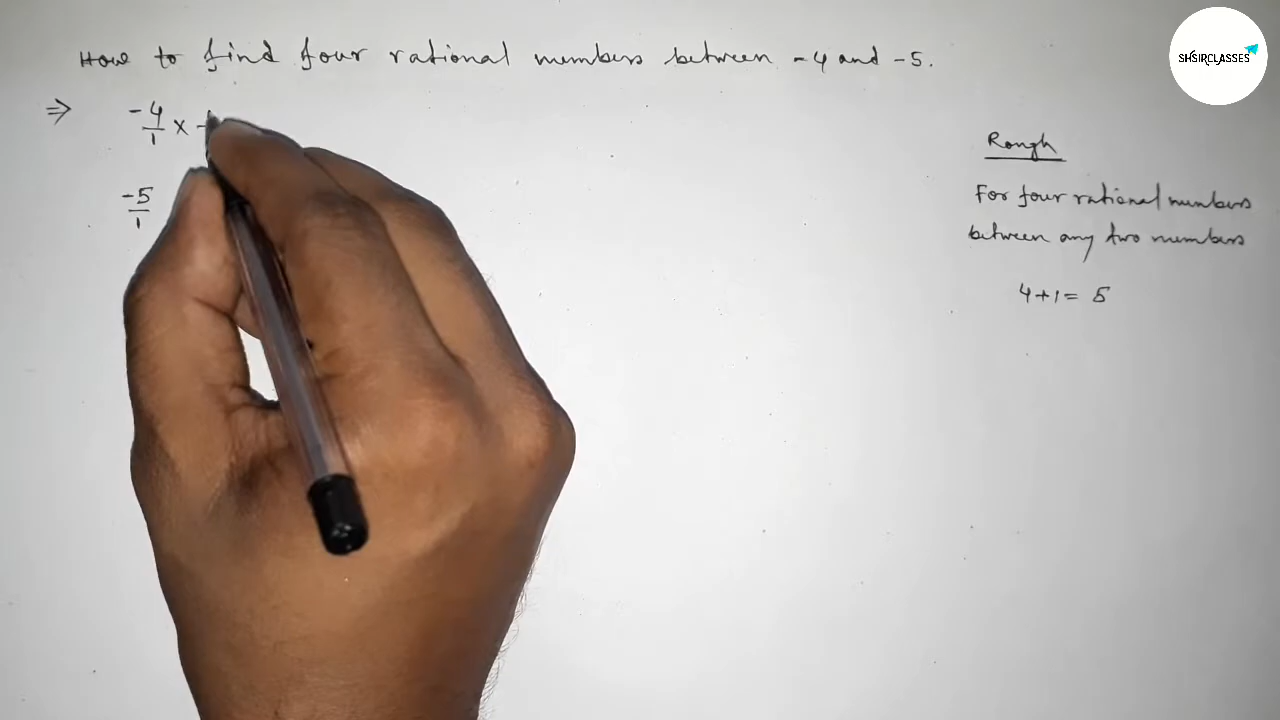 How to find four rational numbers between -4 and -5.
SHSIRCLASSES
⇒ -4/1 ×
-5/1
Rough
For four rational numbers
between any two numbers
4+1= 5